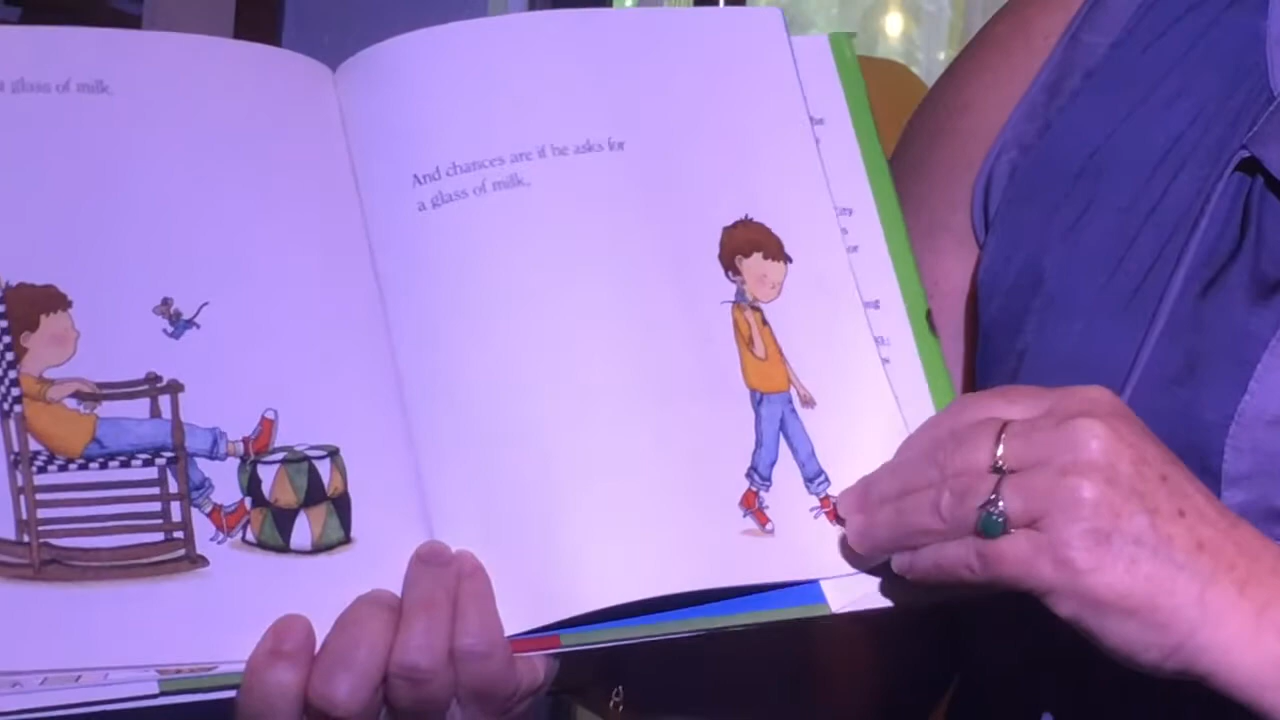 a glass of milk.
And chances are if he asks for
a glass of milk,